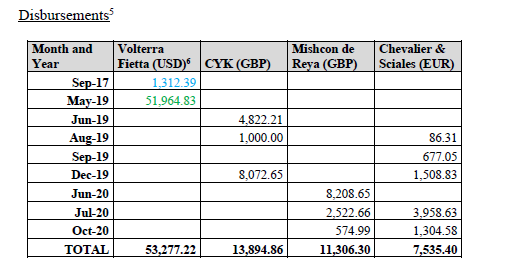 Disbursements⁵
Month and Year Volterra Fietta (USD)⁶ CYK (GBP) Mishcon de Reya (GBP) Chevalier & Sciales (EUR)
Sep-17 1,312.39
May-19 51,964.83
Jun-19 4,822.21
Aug-19 1,000.00 86.31
Sep-19 677.05
Dec-19 8,072.65 1,508.83
Jun-20 8,208.65
Jul-20 2,522.66 3,958.63
Oct-20 574.99 1,304.58
TOTAL 53,277.22 13,894.86 11,306.30 7,535.40